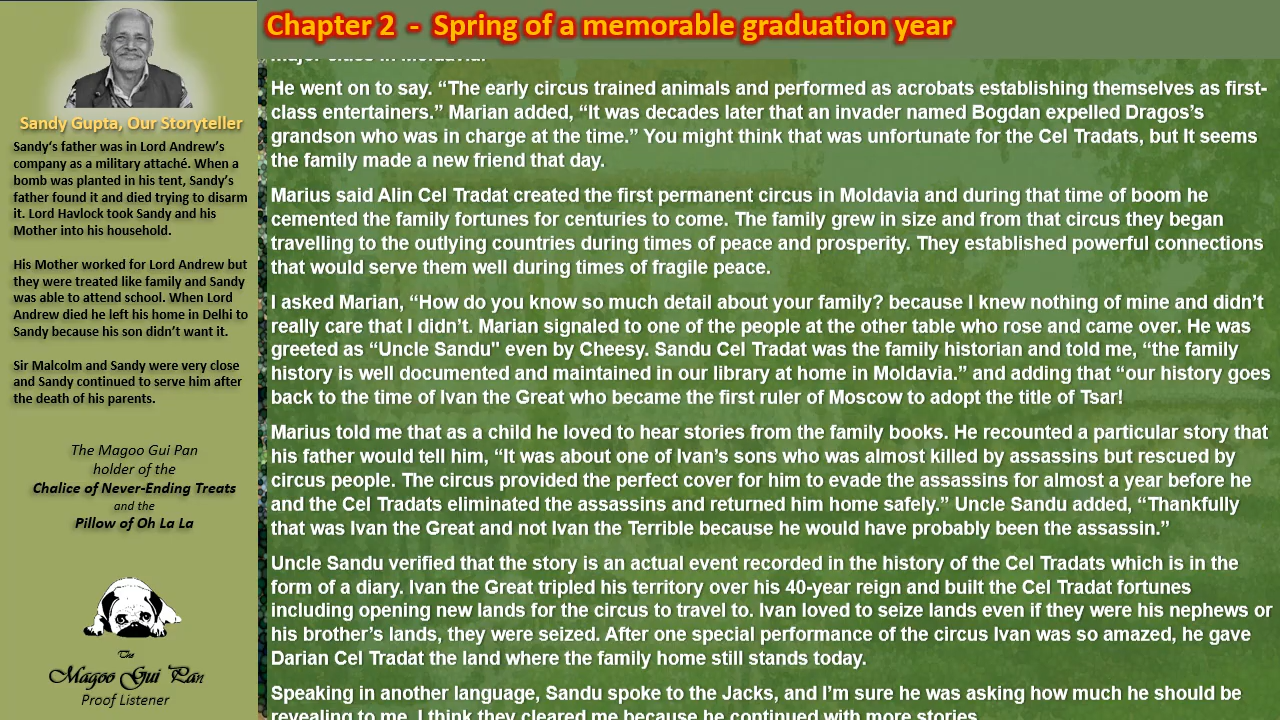 Chapter 2 - Spring of a memorable graduation year
Sandy Gupta, Our Storyteller
Sandy‘s father was in Lord Andrew’s
company as a military attaché. When a
bomb was planted in his tent, Sandy’s
father found it and died trying to disarm
it. Lord Havlock took Sandy and his
Mother into his household.
His Mother worked for Lord Andrew but
they were treated like family and Sandy
was able to attend school. When Lord
Andrew died he left his home in Delhi to
Sandy because his son didn’t want it.
Sir Malcolm and Sandy were very close
and Sandy continued to serve him after
the death of his parents.
The Magoo Gui Pan
holder of the
Chalice of Never-Ending Treats
and the
Pillow of Oh La La
The
Magoo Gui Pan
Proof Listener
major cities in Moldavia.
He went on to say. “The early circus trained animals and performed as acrobats establishing themselves as first-
class entertainers.” Marian added, “It was decades later that an invader named Bogdan expelled Dragos’s
grandson who was in charge at the time.” You might think that was unfortunate for the Cel Tradats, but It seems
the family made a new friend that day.
Marius said Alin Cel Tradat created the first permanent circus in Moldavia and during that time of boom he
cemented the family fortunes for centuries to come. The family grew in size and from that circus they began
travelling to the outlying countries during times of peace and prosperity. They established powerful connections
that would serve them well during times of fragile peace.
I asked Marian, “How do you know so much detail about your family? because I knew nothing of mine and didn’t
really care that I didn’t. Marian signaled to one of the people at the other table who rose and came over. He was
greeted as “Uncle Sandu" even by Cheesy. Sandu Cel Tradat was the family historian and told me, “the family
history is well documented and maintained in our library at home in Moldavia.” and adding that “our history goes
back to the time of Ivan the Great who became the first ruler of Moscow to adopt the title of Tsar!
Marius told me that as a child he loved to hear stories from the family books. He recounted a particular story that
his father would tell him, “It was about one of Ivan’s sons who was almost killed by assassins but rescued by
circus people. The circus provided the perfect cover for him to evade the assassins for almost a year before he
and the Cel Tradats eliminated the assassins and returned him home safely.” Uncle Sandu added, “Thankfully
that was Ivan the Great and not Ivan the Terrible because he would have probably been the assassin.”
Uncle Sandu verified that the story is an actual event recorded in the history of the Cel Tradats which is in the
form of a diary. Ivan the Great tripled his territory over his 40-year reign and built the Cel Tradat fortunes
including opening new lands for the circus to travel to. Ivan loved to seize lands even if they were his nephews or
his brother’s lands, they were seized. After one special performance of the circus Ivan was so amazed, he gave
Darian Cel Tradat the land where the family home still stands today.
Speaking in another language, Sandu spoke to the Jacks, and I’m sure he was asking how much he should be
revealing to me. I think they cleared me because he continued with more stories.